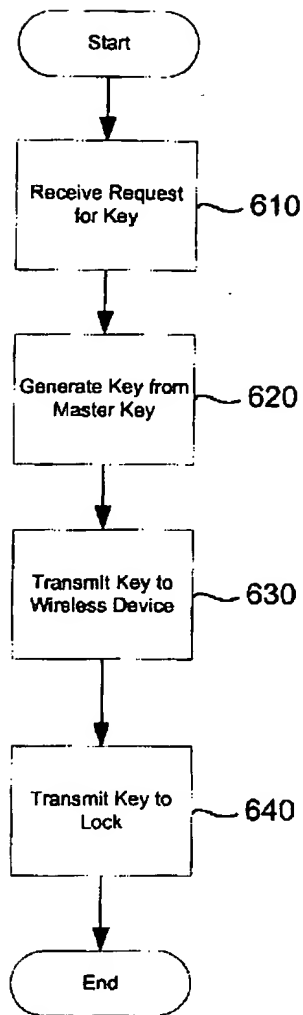 Start
Receive Request
for Key
610
Generate Key from
Master Key
620
Transmit Key to
Wireless Device
630
Transmit Key to
Lock
640
End